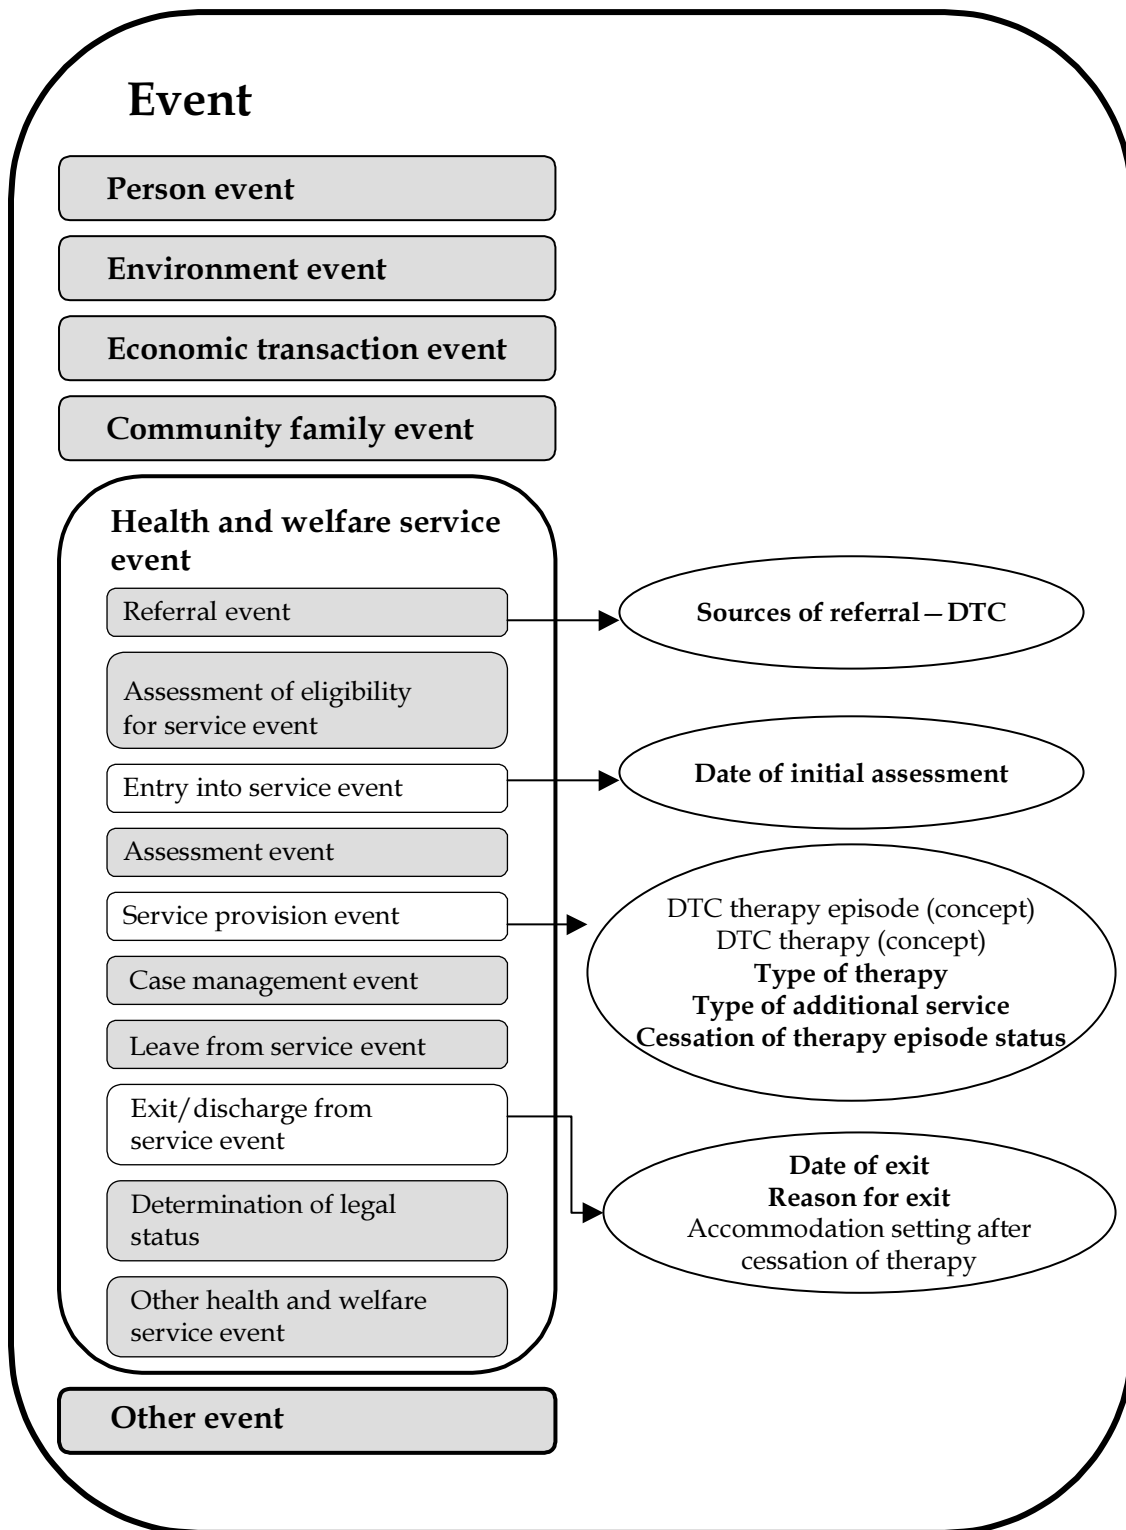 Event
Person event
Environment event
Economic transaction event
Community family event
Health and welfare service
event
Referral event
Sources of referral—DTC
Assessment of eligibility
for service event
Entry into service event
Date of initial assessment
Assessment event
Service provision event
DTC therapy episode (concept)
DTC therapy (concept)
Type of therapy
Type of additional service
Cessation of therapy episode status
Case management event
Leave from service event
Exit/discharge from
service event
Date of exit
Reason for exit
Accommodation setting after
cessation of therapy
Determination of legal
status
Other health and welfare
service event
Other event